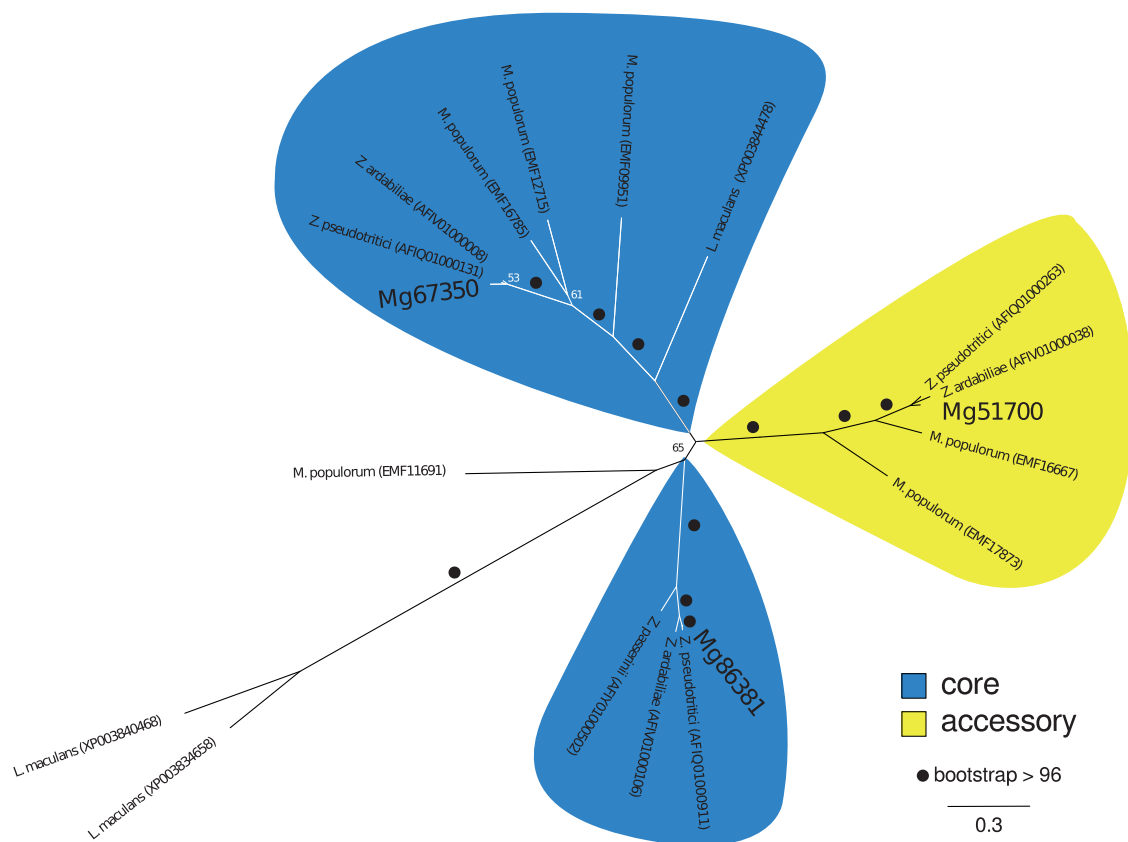 M. populorum (EMF09951)
M. populorum (EMF12715)
L. maculans (XP003844478)
M. populorum (EMF16785)
Z. ardabiliae (AFIV01000008)
Z. pseudotritici (AFIQ01000131)
Mg67350
53
61
Z. pseudotritici (AFIQ01000263)
Z. ardabiliae (AFIV01000038)
Mg51700
M. populorum (EMF16667)
M. populorum (EMF17873)
65
M. populorum (EMF11691)
Z. passerinii (AFIY01000502)
Z. ardabiliae (AFIV01000106)
Z. pseudotritici (AFIQ01000911)
Mg86381
L. maculans (XP003840468)
L. maculans (XP003834658)
core
accessory
bootstrap > 96
0.3